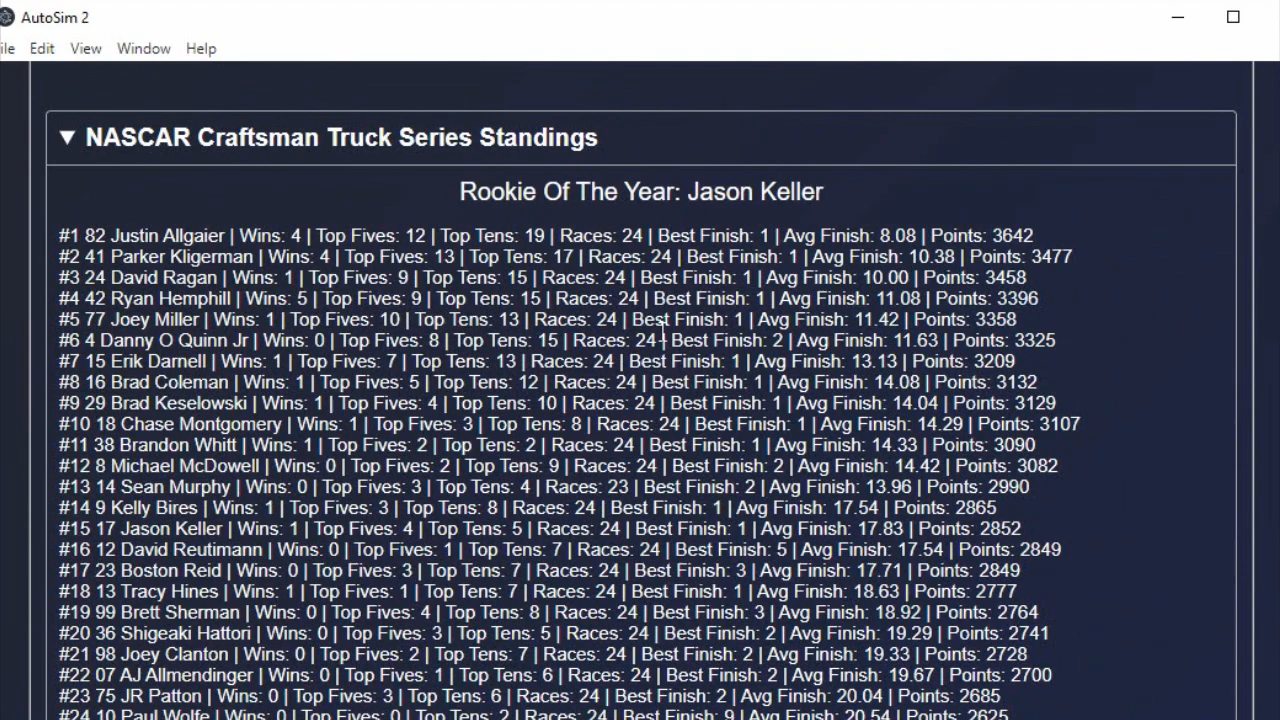 AutoSim 2
ile Edit View Window Help
▼ NASCAR Craftsman Truck Series Standings
Rookie Of The Year: Jason Keller
#1 82 Justin Allgaier | Wins: 4 | Top Fives: 12 | Top Tens: 19 | Races: 24 | Best Finish: 1 | Avg Finish: 8.08 | Points: 3642
#2 41 Parker Kligerman | Wins: 4 | Top Fives: 13 | Top Tens: 17 | Races: 24 | Best Finish: 1 | Avg Finish: 10.38 | Points: 3477
#3 24 David Ragan | Wins: 1 | Top Fives: 9 | Top Tens: 15 | Races: 24 | Best Finish: 1 | Avg Finish: 10.00 | Points: 3458
#4 42 Ryan Hemphill | Wins: 5 | Top Fives: 9 | Top Tens: 15 | Races: 24 | Best Finish: 1 | Avg Finish: 11.08 | Points: 3396
#5 77 Joey Miller | Wins: 1 | Top Fives: 10 | Top Tens: 13 | Races: 24 | Best Finish: 1 | Avg Finish: 11.42 | Points: 3358
#6 4 Danny O Quinn Jr | Wins: 0 | Top Fives: 8 | Top Tens: 15 | Races: 24 | Best Finish: 2 | Avg Finish: 11.63 | Points: 3325
#7 15 Erik Darnell | Wins: 1 | Top Fives: 7 | Top Tens: 13 | Races: 24 | Best Finish: 1 | Avg Finish: 13.13 | Points: 3209
#8 16 Brad Coleman | Wins: 1 | Top Fives: 5 | Top Tens: 12 | Races: 24 | Best Finish: 1 | Avg Finish: 14.08 | Points: 3132
#9 29 Brad Keselowski | Wins: 1 | Top Fives: 4 | Top Tens: 10 | Races: 24 | Best Finish: 1 | Avg Finish: 14.04 | Points: 3129
#10 18 Chase Montgomery | Wins: 1 | Top Fives: 3 | Top Tens: 8 | Races: 24 | Best Finish: 1 | Avg Finish: 14.29 | Points: 3107
#11 38 Brandon Whitt | Wins: 1 | Top Fives: 2 | Top Tens: 2 | Races: 24 | Best Finish: 1 | Avg Finish: 14.33 | Points: 3090
#12 8 Michael McDowell | Wins: 0 | Top Fives: 2 | Top Tens: 9 | Races: 24 | Best Finish: 2 | Avg Finish: 14.42 | Points: 3082
#13 14 Sean Murphy | Wins: 0 | Top Fives: 3 | Top Tens: 4 | Races: 23 | Best Finish: 2 | Avg Finish: 13.96 | Points: 2990
#14 9 Kelly Bires | Wins: 1 | Top Fives: 3 | Top Tens: 8 | Races: 24 | Best Finish: 1 | Avg Finish: 17.54 | Points: 2865
#15 17 Jason Keller | Wins: 1 | Top Fives: 4 | Top Tens: 5 | Races: 24 | Best Finish: 1 | Avg Finish: 17.83 | Points: 2852
#16 12 David Reutimann | Wins: 0 | Top Fives: 1 | Top Tens: 7 | Races: 24 | Best Finish: 5 | Avg Finish: 17.54 | Points: 2849
#17 23 Boston Reid | Wins: 0 | Top Fives: 3 | Top Tens: 7 | Races: 24 | Best Finish: 3 | Avg Finish: 17.71 | Points: 2849
#18 13 Tracy Hines | Wins: 1 | Top Fives: 1 | Top Tens: 7 | Races: 24 | Best Finish: 1 | Avg Finish: 18.63 | Points: 2777
#19 99 Brett Sherman | Wins: 0 | Top Fives: 4 | Top Tens: 8 | Races: 24 | Best Finish: 3 | Avg Finish: 18.92 | Points: 2764
#20 36 Shigeaki Hattori | Wins: 0 | Top Fives: 3 | Top Tens: 5 | Races: 24 | Best Finish: 2 | Avg Finish: 19.29 | Points: 2741
#21 98 Joey Clanton | Wins: 0 | Top Fives: 2 | Top Tens: 7 | Races: 24 | Best Finish: 2 | Avg Finish: 19.33 | Points: 2728
#22 07 AJ Allmendinger | Wins: 0 | Top Fives: 1 | Top Tens: 6 | Races: 24 | Best Finish: 2 | Avg Finish: 19.67 | Points: 2700
#23 75 JR Patton | Wins: 0 | Top Fives: 3 | Top Tens: 6 | Races: 24 | Best Finish: 2 | Avg Finish: 20.04 | Points: 2685
#24 10 Paul Wolfe | Wins: 0 | Top Fives: 0 | Top Tens: 2 | Races: 24 | Best Finish: 9 | Avg Finish: 20.54 | Points: 2625